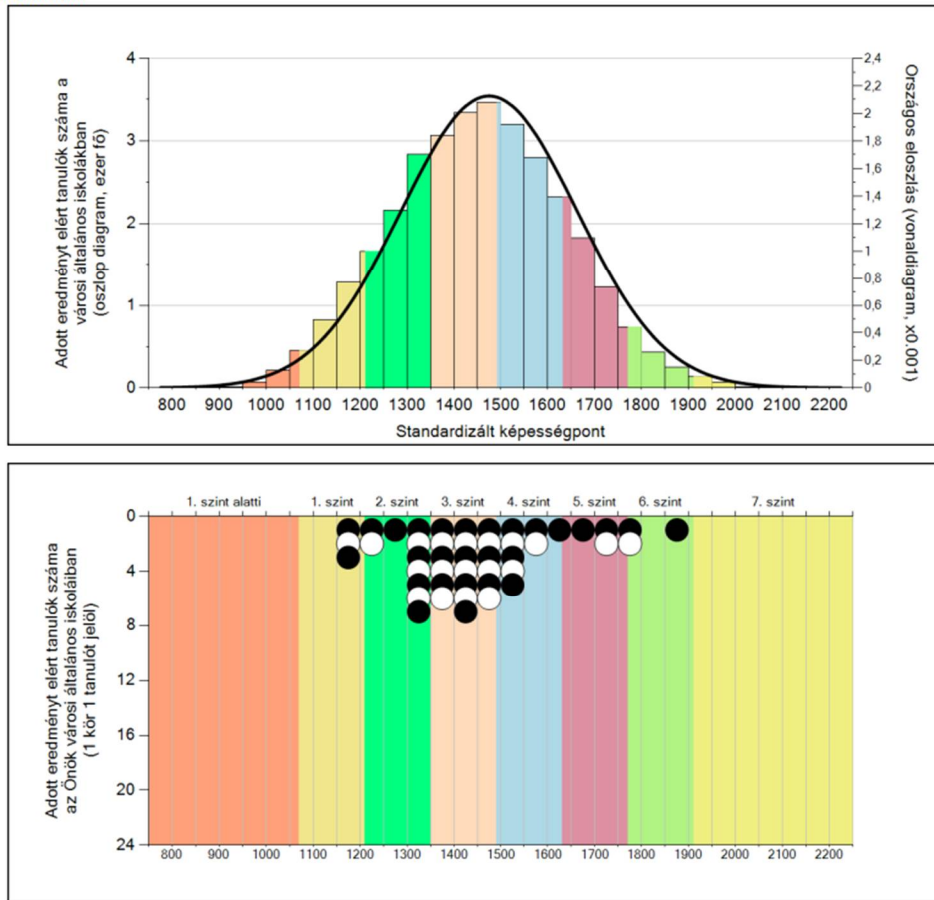 Adott eredményt elért tanulók száma a
városi általános iskolákban
(oszlop diagram, ezer fő)
4
3
2
1
0
2,4
2,2
2
1,8
1,6
1,4
1,2
1
0,8
0,6
0,4
0,2
0
Országos eloszlás (vonaldiagram, x0.001)
800 900 1000 1100 1200 1300 1400 1500 1600 1700 1800 1900 2000 2100 2200
Standardizált képességpont
Adott eredményt elért tanulók száma
az Önök városi általános iskoláiban
(1 kör 1 tanulót jelöl)
1. szint alatti 1. szint 2. szint 3. szint 4. szint 5. szint 6. szint 7. szint
0
4
8
12
16
20
24
800 900 1000 1100 1200 1300 1400 1500 1600 1700 1800 1900 2000 2100 2200